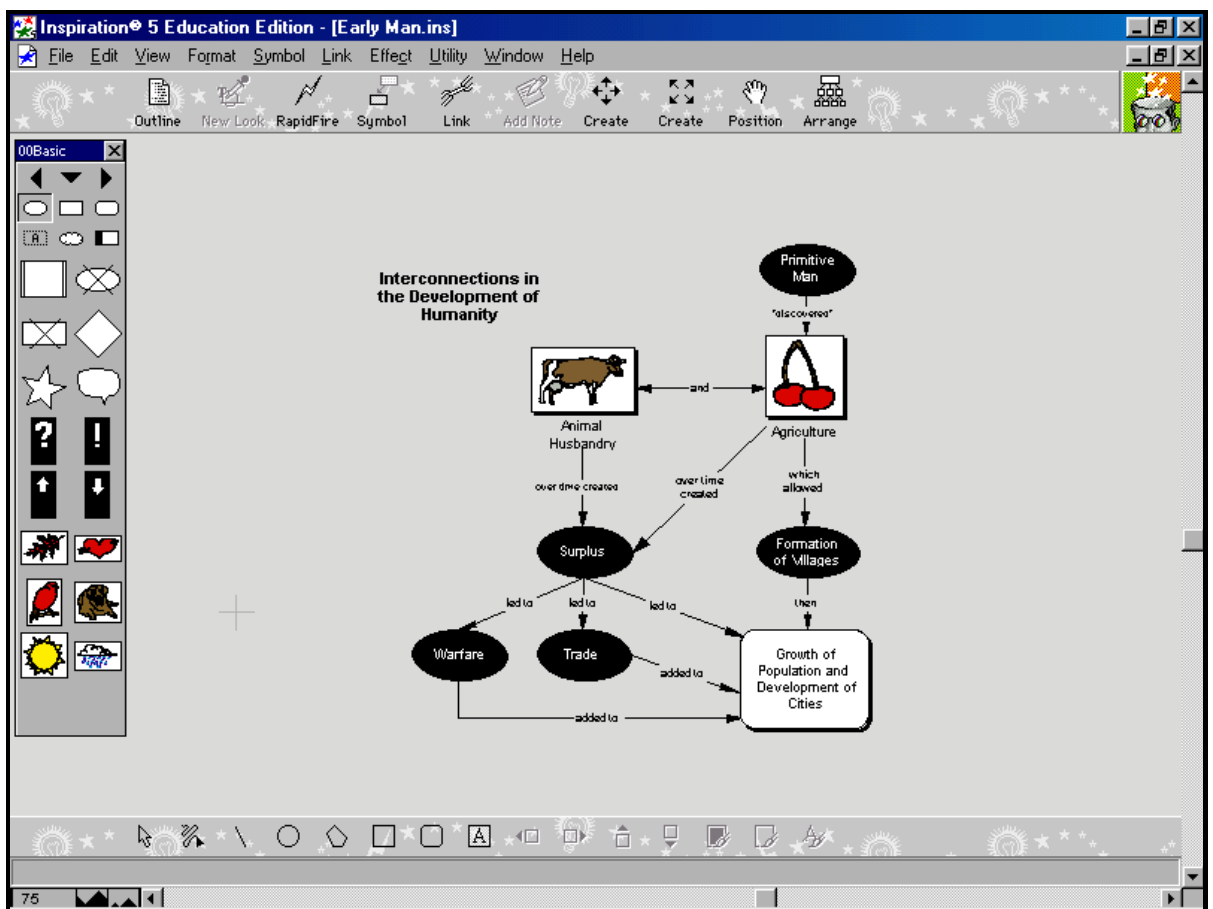 Inspiration® 5 Education Edition - [Early Man.ins]
File Edit View Format Symbol Link Effect Utility Window Help
Outline New Look RapidFire Symbol Link Add Note Create Create Position Arrange
00Basic
A
?
!
Interconnections in
the Development of
Humanity
Primitive
Man
"discovered"
and
Animal
Husbandry
Agriculture
over time created
over time
created
which
allowed
Surplus
Formation
of Villages
led to
led to
led to
then
Warfare
Trade
Growth of
Population and
Development of
Cities
added to
added to
A
75